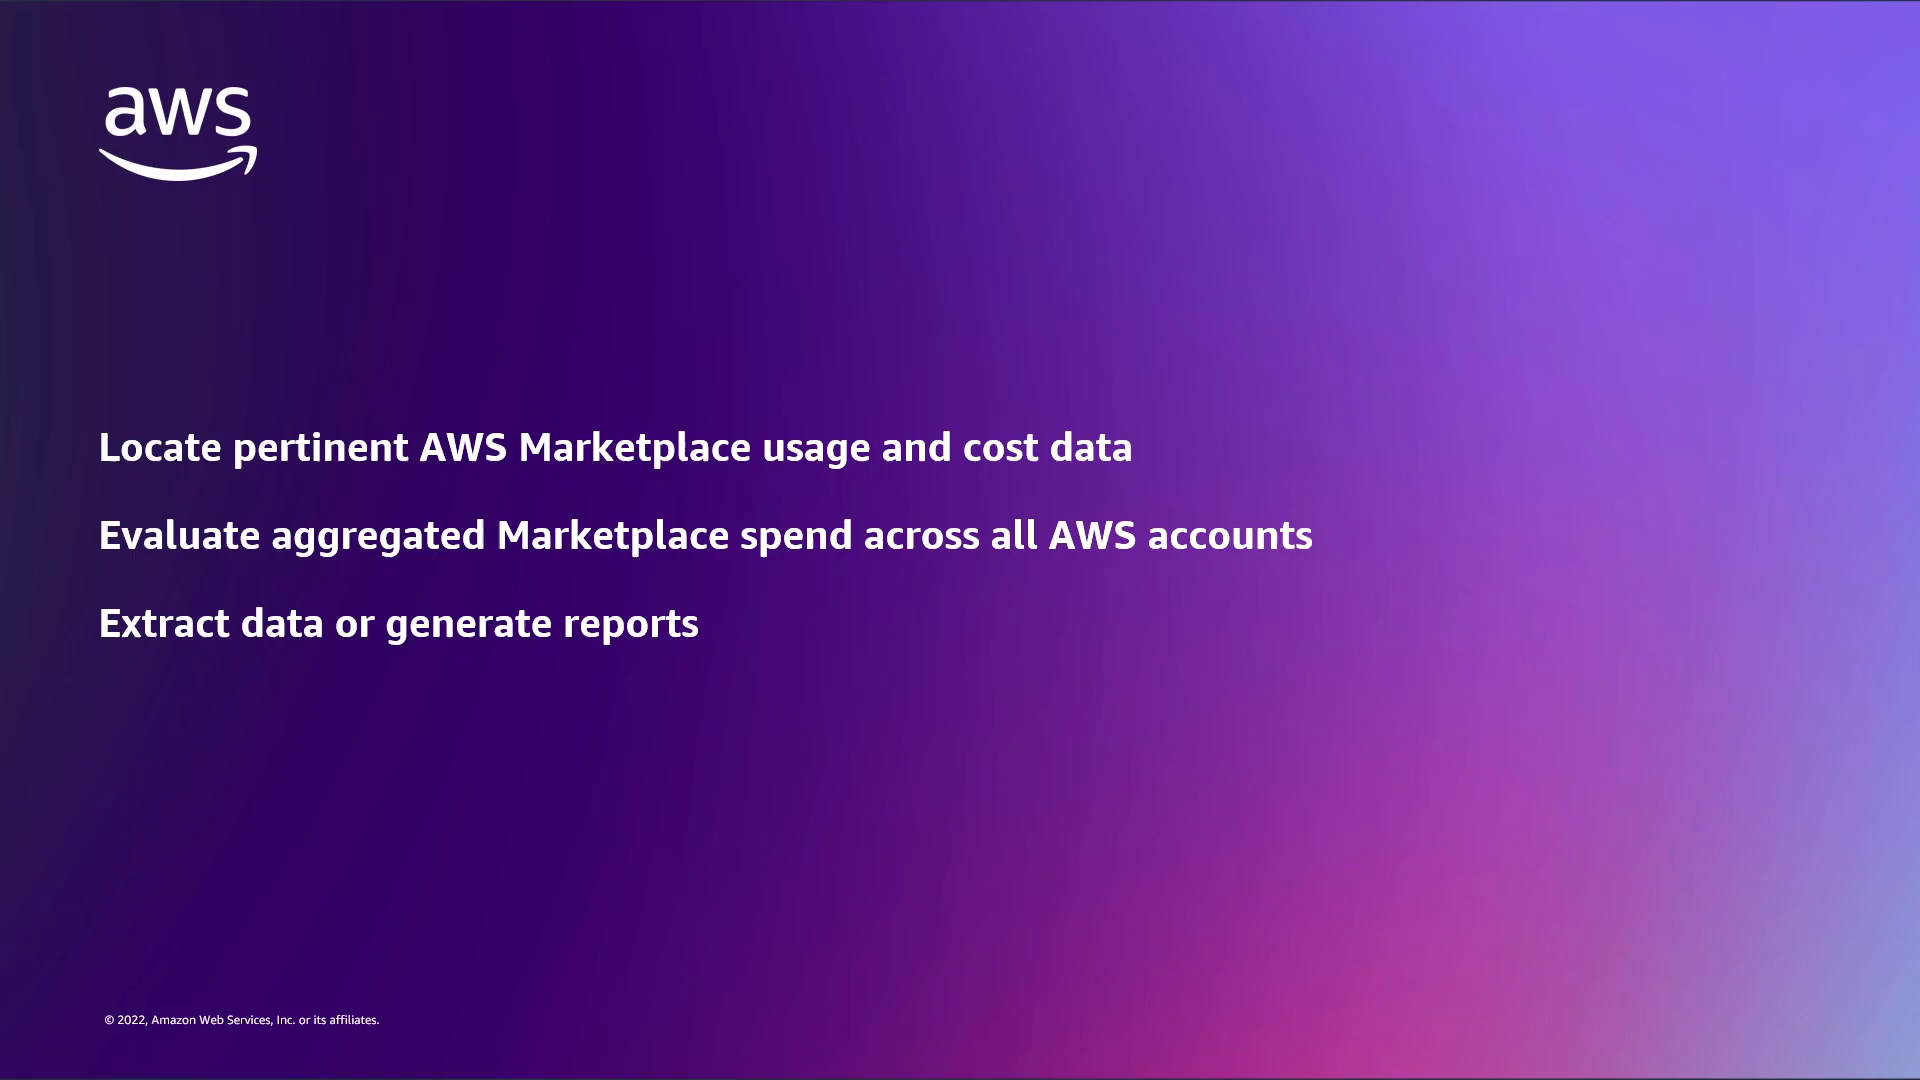 aws
Locate pertinent AWS Marketplace usage and cost data
Evaluate aggregated Marketplace spend across all AWS accounts
Extract data or generate reports
© 2022, Amazon Web Services, Inc. or its affiliates.